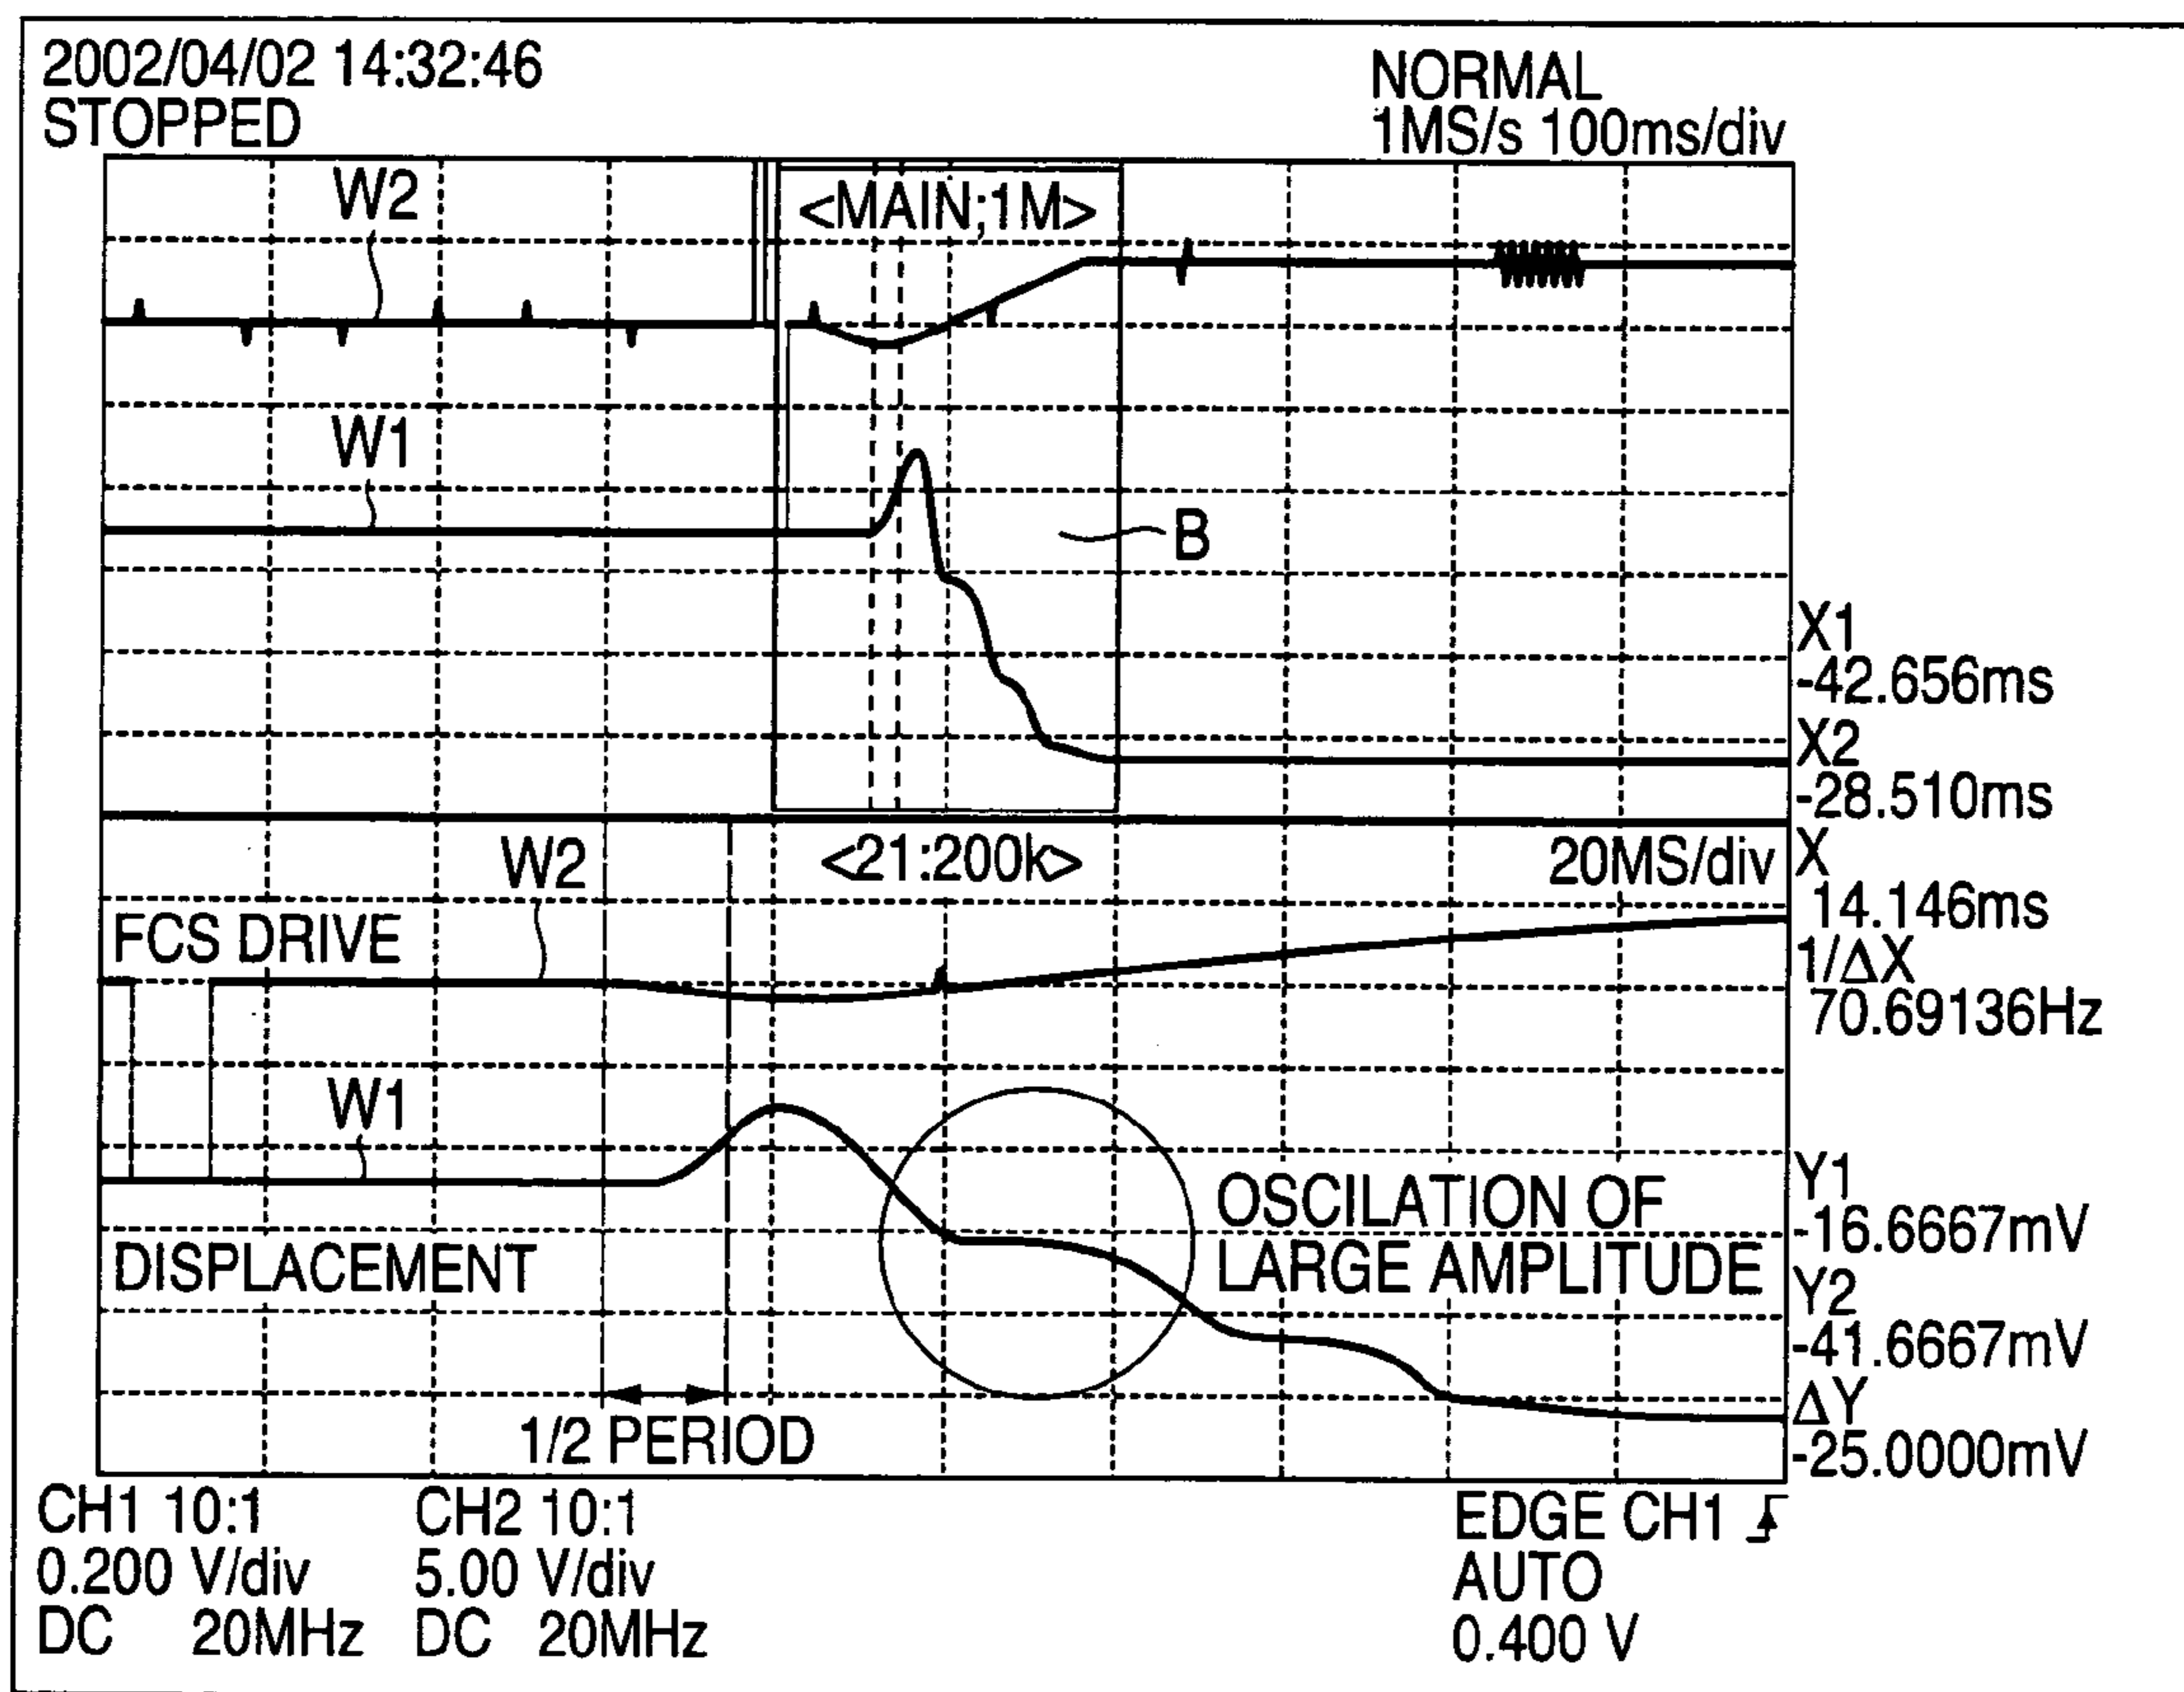 2002/04/02 14:32:46
STOPPED
NORMAL
1MS/s 100ms/div
W2
<MAIN;1M>
W1
B
X1
-42.656ms
X2
-28.510ms
W2
<21:200k>
20MS/div
X
14.146ms
FCS DRIVE
1/ΔX
70.69136Hz
W1
OSCILATION OF
LARGE AMPLITUDE
Y1
-16.6667mV
DISPLACEMENT
Y2
-41.6667mV
1/2 PERIOD
ΔY
-25.0000mV
CH1 10:1
0.200 V/div
DC 20MHz
CH2 10:1
5.00 V/div
DC 20MHz
EDGE CH1
AUTO
0.400 V